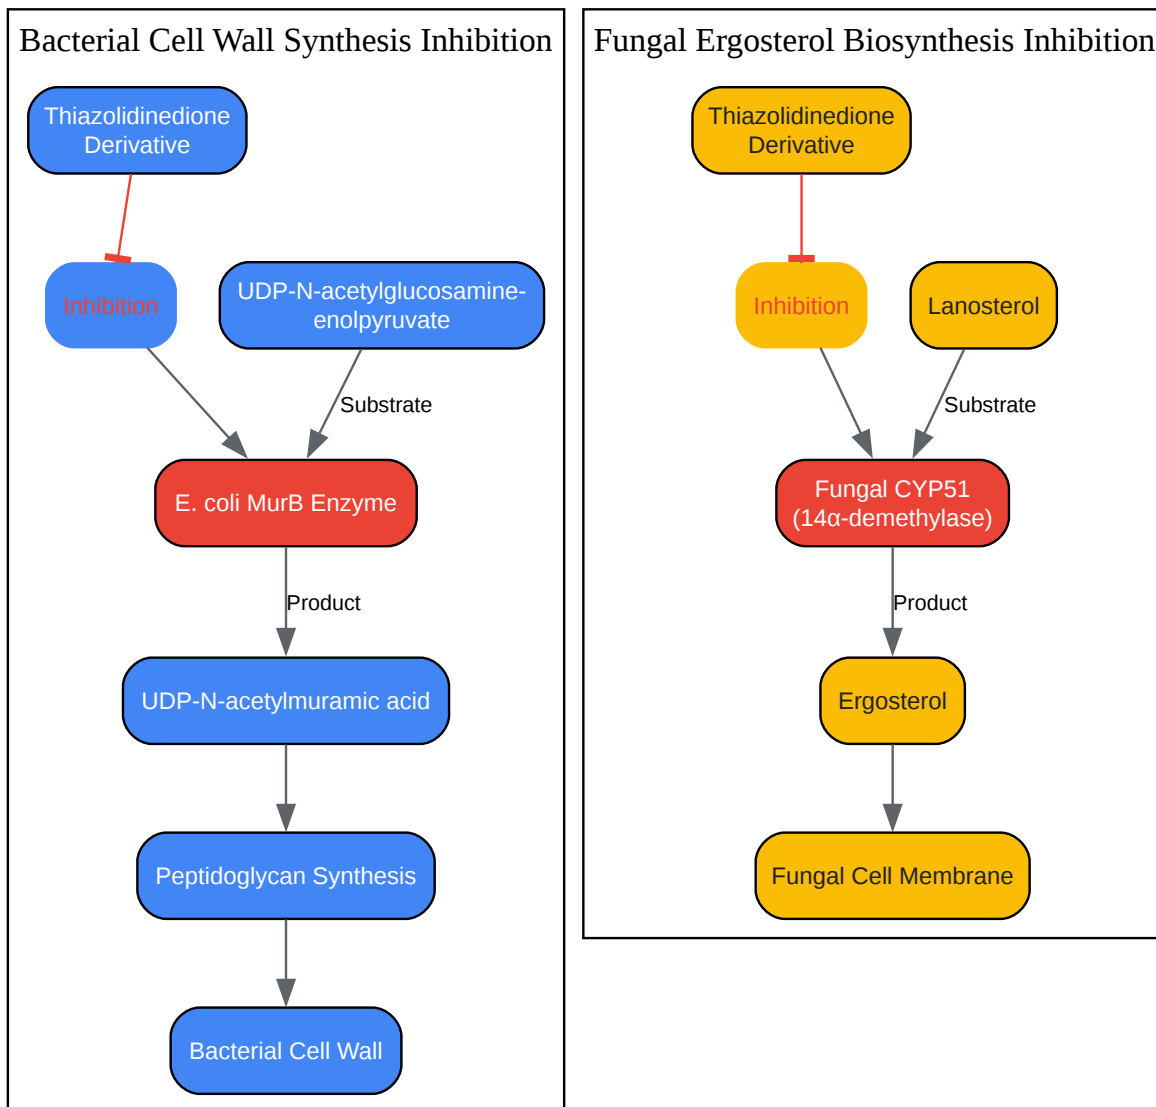 Bacterial Cell Wall Synthesis Inhibition
Thiazolidinedione
Derivative
Inhibition
UDP-N-acetylglucosamine-
enolpyruvate
Substrate
E. coli MurB Enzyme
Product
UDP-N-acetylmuramic acid
Peptidoglycan Synthesis
Bacterial Cell Wall
Fungal Ergosterol Biosynthesis Inhibition
Thiazolidinedione
Derivative
Inhibition
Lanosterol
Substrate
Fungal CYP51
(14α-demethylase)
Product
Ergosterol
Fungal Cell Membrane